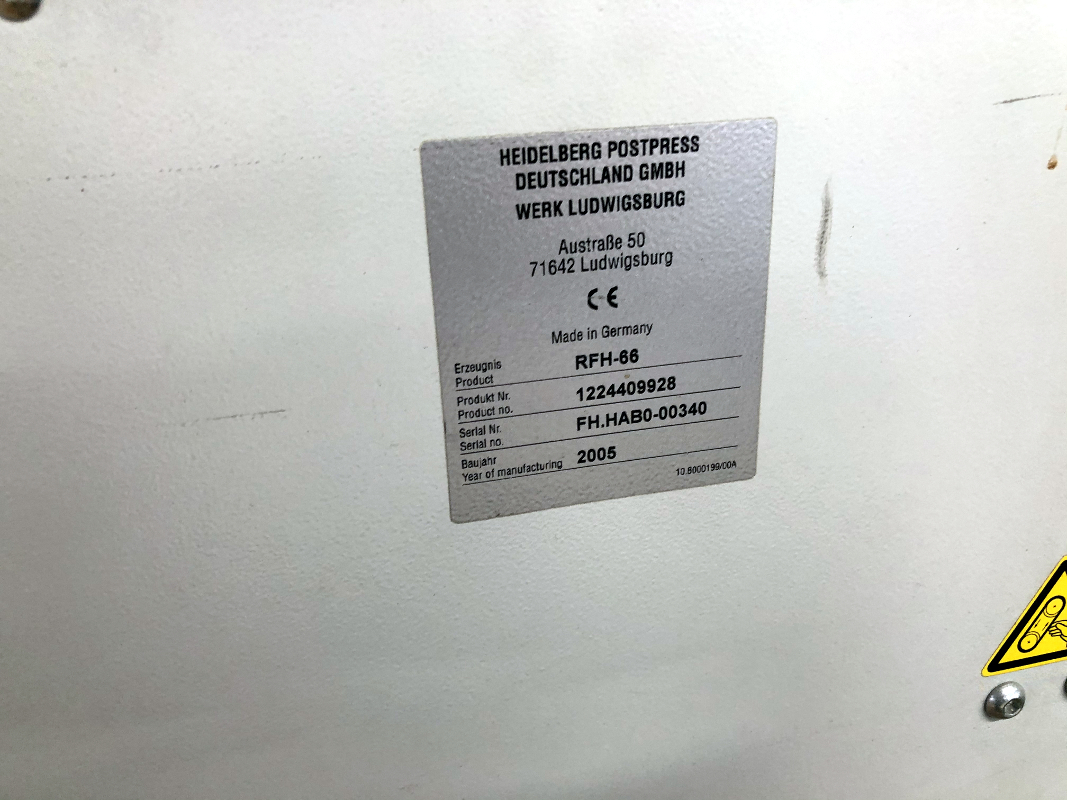 HEIDELBERG POSTPRESS
DEUTSCHLAND GMBH
WERK LUDWIGSBURG
Austraße 50
71642 Ludwigsburg
CE
Made in Germany
Erzeugnis
Product RFH-66
Produkt Nr.
Product no. 1224409928
Serial Nr.
Serial no. FH.HAB0-00340
Baujahr
Year of manufacturing 2005
10.8000199/00A